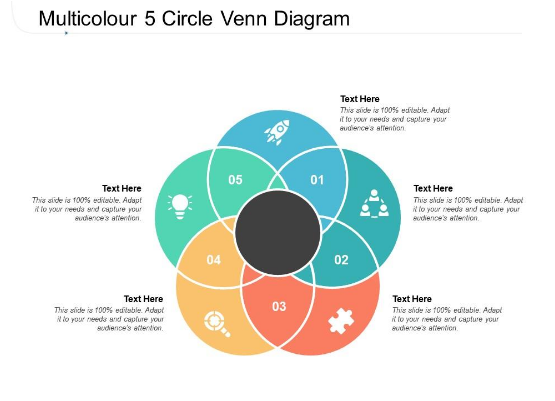 Multicolour 5 Circle Venn Diagram
Text Here
This slide is 100% editable. Adapt
it to your needs and capture your
audience's attention.
Text Here
This slide is 100% editable. Adapt
it to your needs and capture your
audience's attention.
Text Here
This slide is 100% editable. Adapt
it to your needs and capture your
audience's attention.
05
01
04
02
03
Text Here
This slide is 100% editable. Adapt
it to your needs and capture your
audience's attention.
Text Here
This slide is 100% editable. Adapt
it to your needs and capture your
audience's attention.